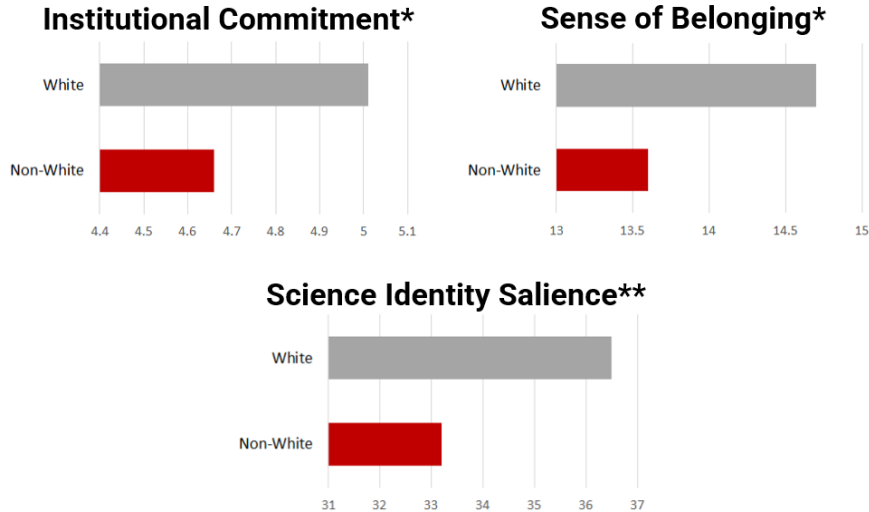 Institutional Commitment*
White
Non-White
4.4 4.5 4.6 4.7 4.8 4.9 5 5.1
Sense of Belonging*
White
Non-White
13 13.5 14 14.5 15
Science Identity Salience**
White
Non-White
31 32 33 34 35 36 37